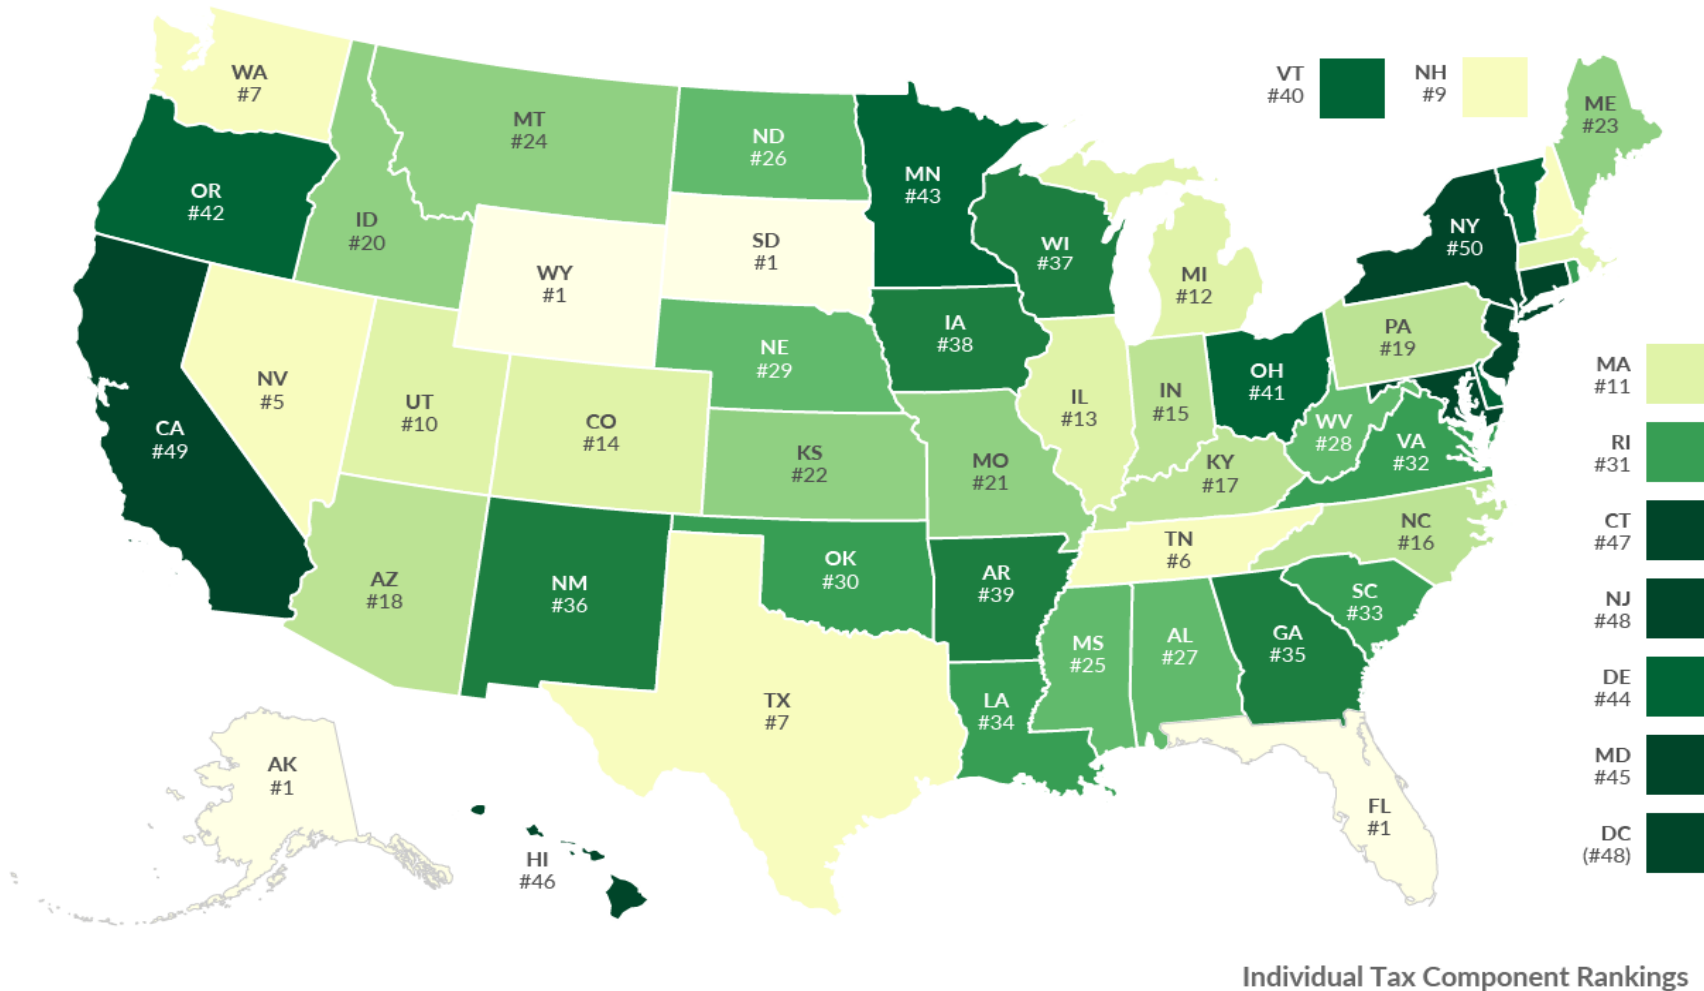 WA
#7
VT
#40
NH
#9
ME
#23
MT
#24
ND
#26
MN
#43
OR
#42
ID
#20
SD
#1
WI
#37
NY
#50
WY
#1
MI
#12
IA
#38
PA
#19
NE
#29
MA
#11
NV
#5
UT
#10
CO
#14
IL
#13
IN
#15
OH
#41
CA
#49
WV
#28
VA
#32
RI
#31
KS
#22
MO
#21
KY
#17
CT
#47
NC
#16
TN
#6
OK
#30
AR
#39
AZ
#18
NM
#36
SC
#33
NJ
#48
MS
#25
AL
#27
GA
#35
DE
#44
TX
#7
LA
#34
AK
#1
MD
#45
FL
#1
HI
#46
DC
(#48)
Individual Tax Component Rankings